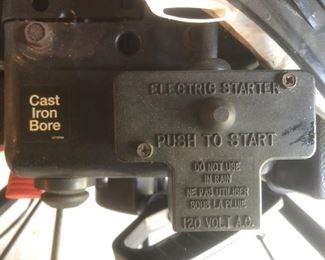 Cast
Iron
Bore
ELECTRIC STARTER
PUSH TO START
DO NOT USE
IN RAIN
NE PAS UTILISER
SOUS LA PLUIE
120 VOLT A.C.